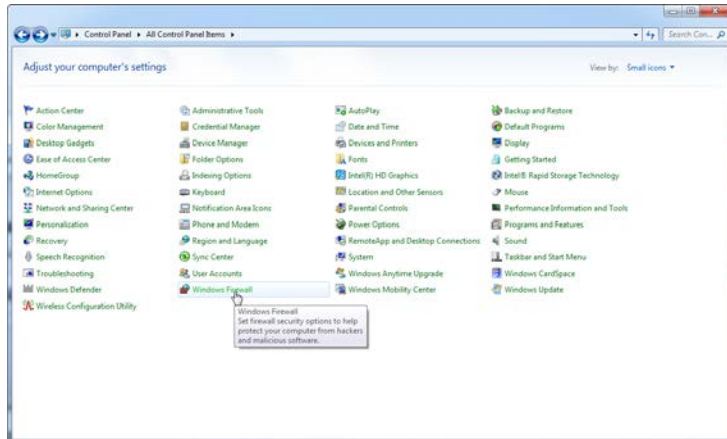 Control Panel ▸ All Control Panel Items ▸
Search Con...
Adjust your computer's settings
View by: Small icons
Action Center
Administrative Tools
AutoPlay
Backup and Restore
Color Management
Credential Manager
Date and Time
Default Programs
Desktop Gadgets
Device Manager
Devices and Printers
Display
Ease of Access Center
Folder Options
Fonts
Getting Started
HomeGroup
Indexing Options
Intel(R) HD Graphics
Intel® Rapid Storage Technology
Internet Options
Keyboard
Location and Other Sensors
Mouse
Network and Sharing Center
Notification Area Icons
Parental Controls
Performance Information and Tools
Personalization
Phone and Modem
Power Options
Programs and Features
Recovery
Region and Language
RemoteApp and Desktop Connections
Sound
Speech Recognition
Sync Center
System
Taskbar and Start Menu
Troubleshooting
User Accounts
Windows Anytime Upgrade
Windows CardSpace
Windows Defender
Windows Firewall
Windows Mobility Center
Windows Update
Wireless Configuration Utility
Windows Firewall
Set firewall security options to help
protect your computer from hackers
and malicious software.